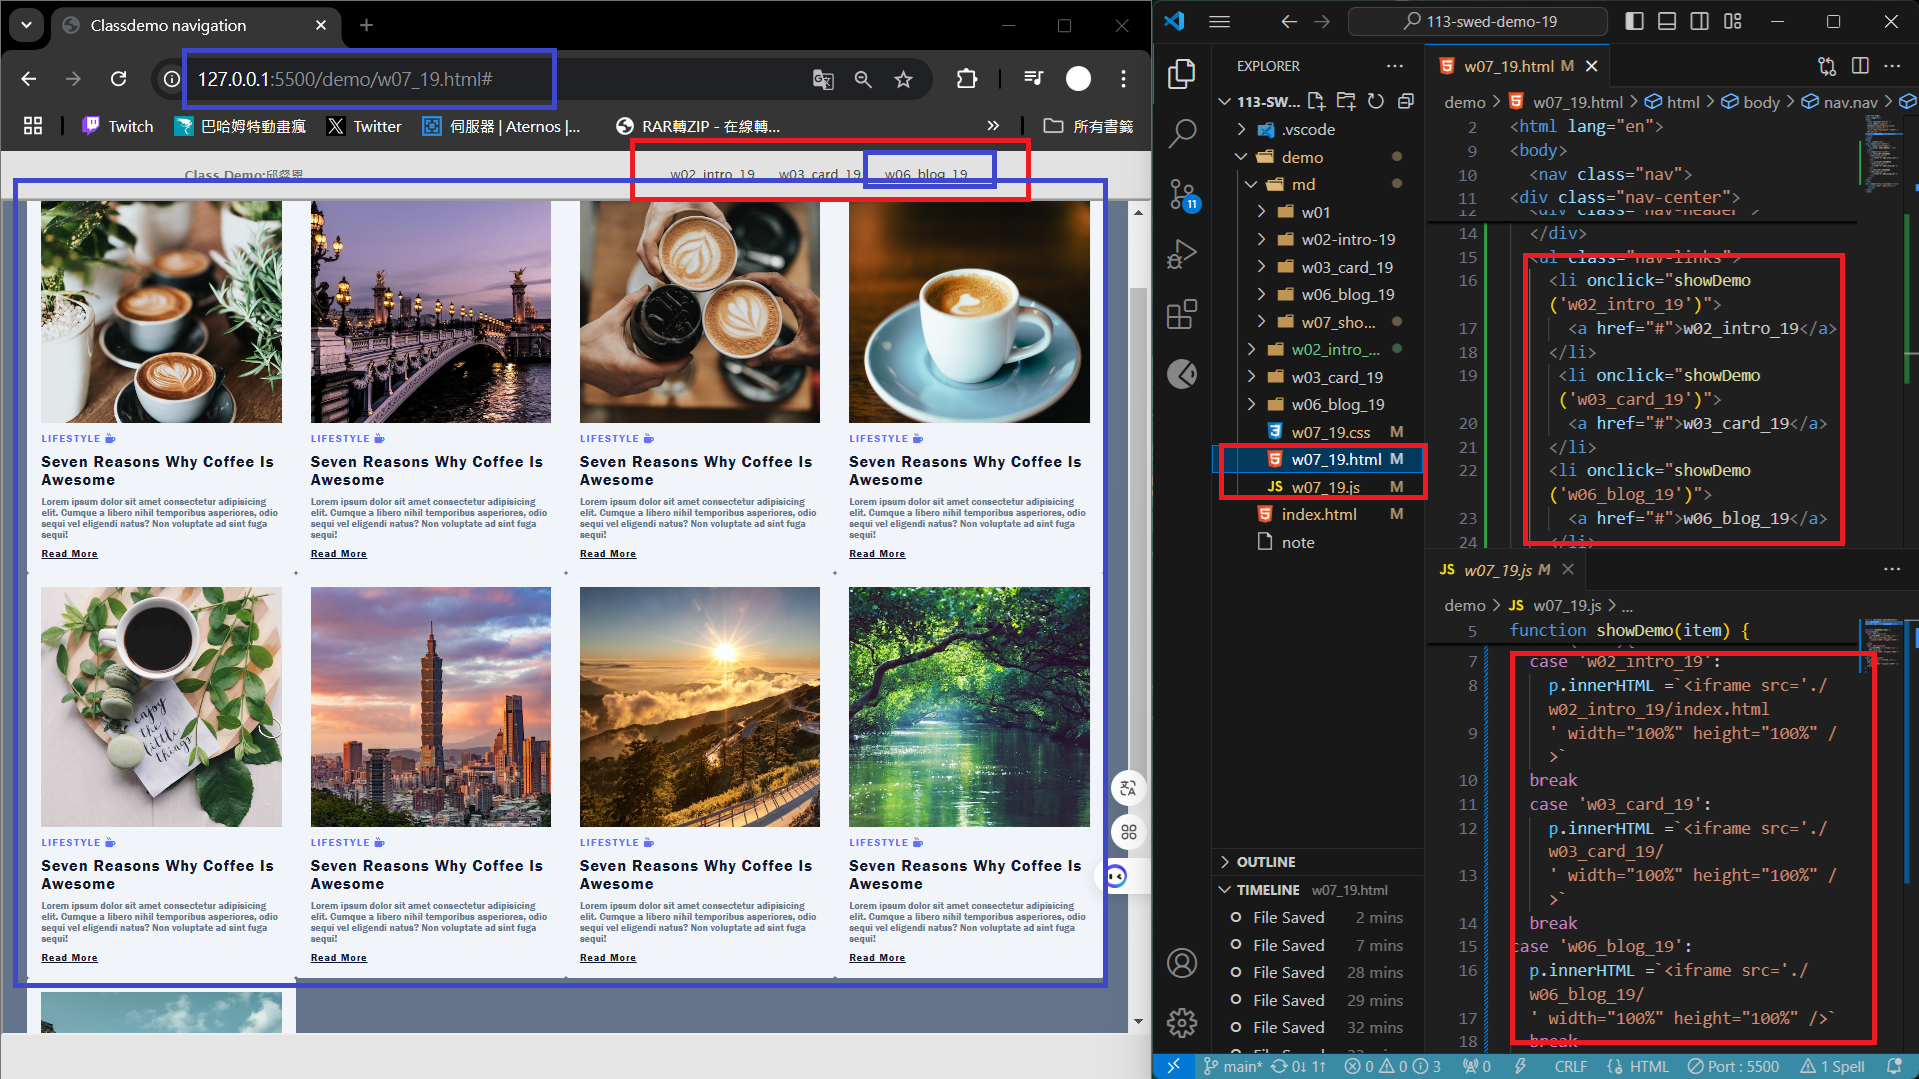 Classdemo navigation
127.0.0.1:5500/demo/w07_19.html#
Twitch
巴哈姆特動畫瘋
Twitter
伺服器 | Aternos |...
RAR轉ZIP - 在線轉...
所有書籤
w02_intro_19
w03_card_19
w06_blog_19
LIFESTYLE
Seven Reasons Why Coffee Is
Awesome
Lorem ipsum dolor sit amet consectetur adipisicing
elit. Cumque a libero nihil temporibus asperiores, odio
sequi vel eligendi natus? Non voluptate ad sint fuga
sequi!
Read More
LIFESTYLE
Seven Reasons Why Coffee Is
Awesome
Lorem ipsum dolor sit amet consectetur adipisicing
elit. Cumque a libero nihil temporibus asperiores, odio
sequi vel eligendi natus? Non voluptate ad sint fuga
sequi!
Read More
LIFESTYLE
Seven Reasons Why Coffee Is
Awesome
Lorem ipsum dolor sit amet consectetur adipisicing
elit. Cumque a libero nihil temporibus asperiores, odio
sequi vel eligendi natus? Non voluptate ad sint fuga
sequi!
Read More
LIFESTYLE
Seven Reasons Why Coffee Is
Awesome
Lorem ipsum dolor sit amet consectetur adipisicing
elit. Cumque a libero nihil temporibus asperiores, odio
sequi vel eligendi natus? Non voluptate ad sint fuga
sequi!
Read More
enjoy
the
little
things
LIFESTYLE
Seven Reasons Why Coffee Is
Awesome
Lorem ipsum dolor sit amet consectetur adipisicing
elit. Cumque a libero nihil temporibus asperiores, odio
sequi vel eligendi natus? Non voluptate ad sint fuga
sequi!
Read More
LIFESTYLE
Seven Reasons Why Coffee Is
Awesome
Lorem ipsum dolor sit amet consectetur adipisicing
elit. Cumque a libero nihil temporibus asperiores, odio
sequi vel eligendi natus? Non voluptate ad sint fuga
sequi!
Read More
LIFESTYLE
Seven Reasons Why Coffee Is
Awesome
Lorem ipsum dolor sit amet consectetur adipisicing
elit. Cumque a libero nihil temporibus asperiores, odio
sequi vel eligendi natus? Non voluptate ad sint fuga
sequi!
Read More
LIFESTYLE
Seven Reasons Why Coffee Is
Awesome
Lorem ipsum dolor sit amet consectetur adipisicing
elit. Cumque a libero nihil temporibus asperiores, odio
sequi vel eligendi natus? Non voluptate ad sint fuga
sequi!
Read More
113-swed-demo-19
11
EXPLORER
113-SW...
.vscode
demo
md
w01
w02-intro-19
w03_card_19
w06_blog_19
w07_sho...
w02_intro_...
w03_card_19
w06_blog_19
w07_19.css M
w07_19.html M
JS w07_19.js M
index.html M
note
OUTLINE
TIMELINE w07_19.html
File Saved 2 mins
File Saved 7 mins
File Saved 28 mins
File Saved 29 mins
File Saved 32 mins
w07_19.html M
demo > w07_19.html > html > body > nav.nav >
2 <html lang="en">
9 <body>
10 <nav class="nav">
11 <div class="nav-center">
12 <div class="nav-header">
14 </div>
15 <ul class="nav-links">
16 <li onclick="showDemo
('w02_intro_19')">
17 <a href="#">w02_intro_19</a>
18 </li>
19 <li onclick="showDemo
('w03_card_19')">
20 <a href="#">w03_card_19</a>
21 </li>
22 <li onclick="showDemo
('w06_blog_19')">
23 <a href="#">w06_blog_19</a>
24 </li>
JS w07_19.js M
demo > JS w07_19.js > ...
5 function showDemo(item) {
7 case 'w02_intro_19':
8 p.innerHTML =`<iframe src='./
w02_intro_19/index.html
9 ' width="100%" height="100%" /
>`
10 break
11 case 'w03_card_19':
12 p.innerHTML =`<iframe src='./
w03_card_19/
13 ' width="100%" height="100%" /
>`
14 break
15 case 'w06_blog_19':
16 p.innerHTML =`<iframe src='./
w06_blog_19/
17 ' width="100%" height="100%" />`
18 break
main* 0↓ 1↑ 0 0 3 0 CRLF HTML Port : 5500 1 Spell